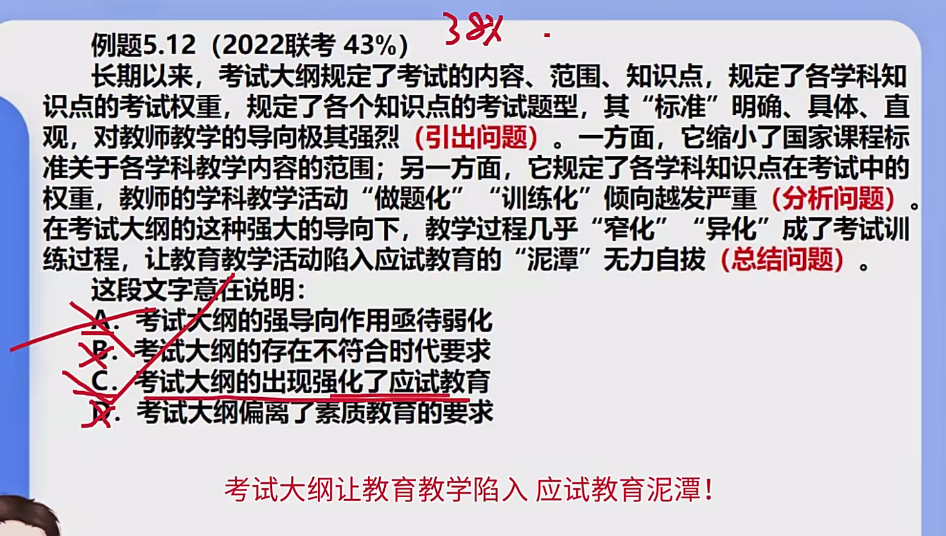 38%
例题5.12（2022联考 43%）
长期以来，考试大纲规定了考试的内容、范围、知识点，规定了各学科知
识点的考试权重，规定了各个知识点的考试题型，其“标准”明确、具体、直
观，对教师教学的导向极其强烈（引出问题）。一方面，它缩小了国家课程标
准关于各学科教学内容的范围；另一方面，它规定了各学科知识点在考试中的
权重，教师的学科教学活动“做题化”“训练化”倾向越发严重（分析问题）。
在考试大纲的这种强大的导向下，教学过程几乎“窄化”“异化”成了考试训
练过程，让教育教学活动陷入应试教育的“泥潭”无力自拔（总结问题）。
这段文字意在说明：
A．考试大纲的强导向作用亟待弱化
B．考试大纲的存在不符合时代要求
C．考试大纲的出现强化了应试教育
D．考试大纲偏离了素质教育的要求
考试大纲让教育教学陷入 应试教育泥潭！